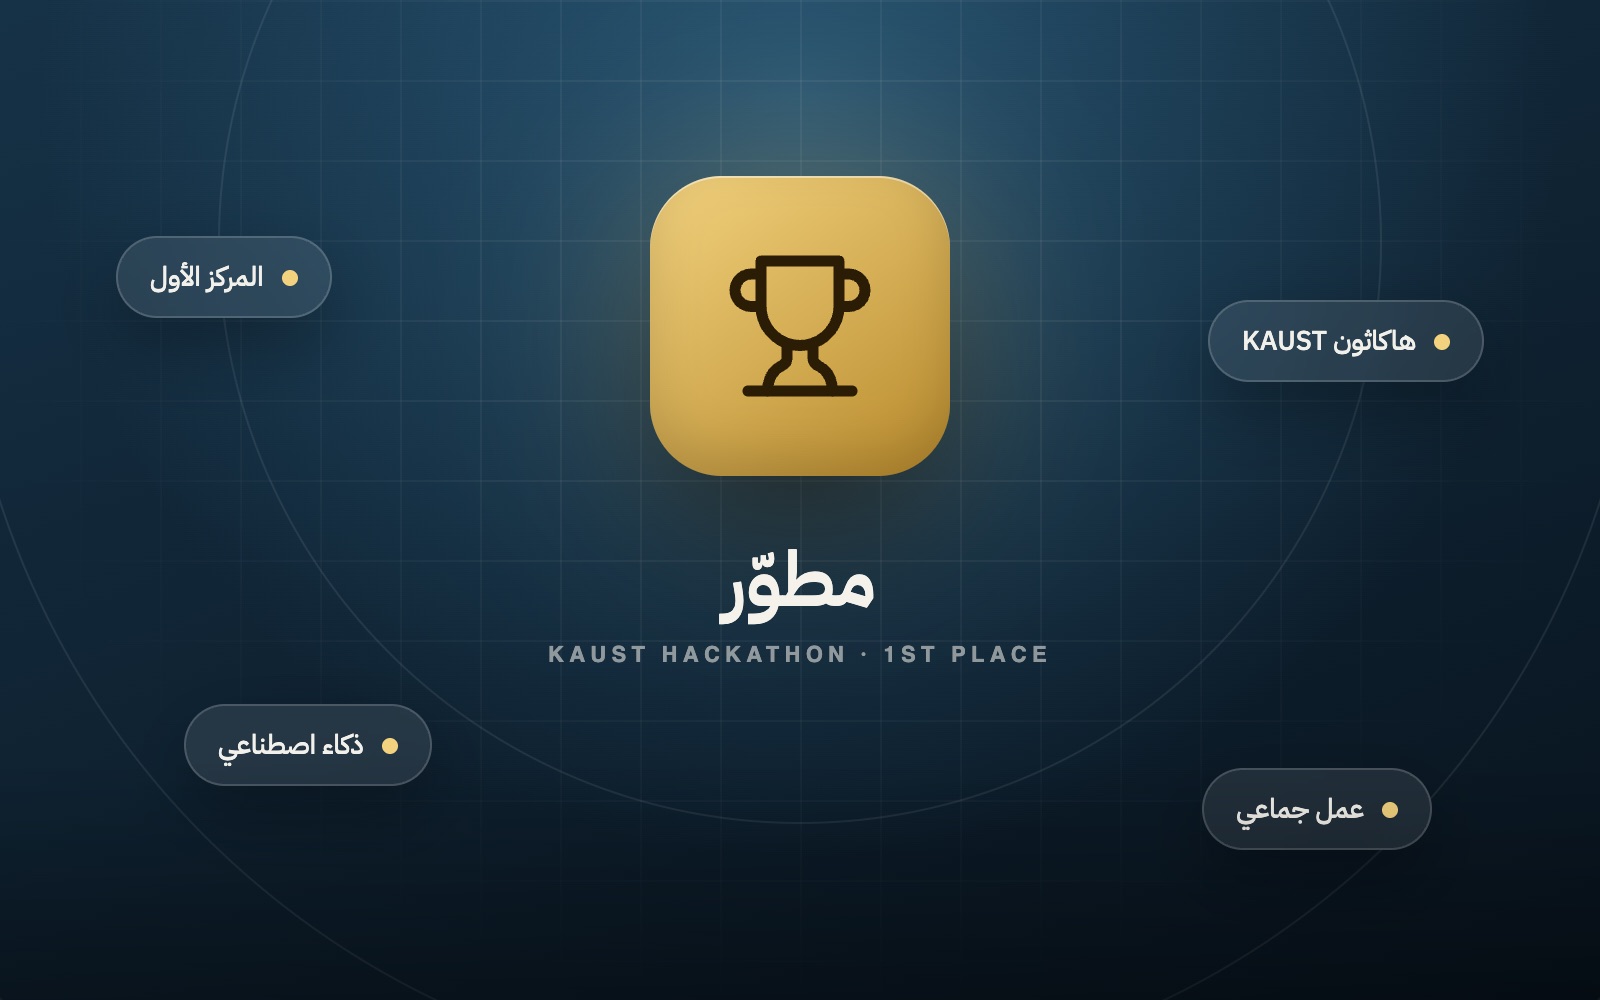 المركز الأول
هاكاثون KAUST
مطوّر
KAUST HACKATHON · 1ST PLACE
ذكاء اصطناعي
عمل جماعي